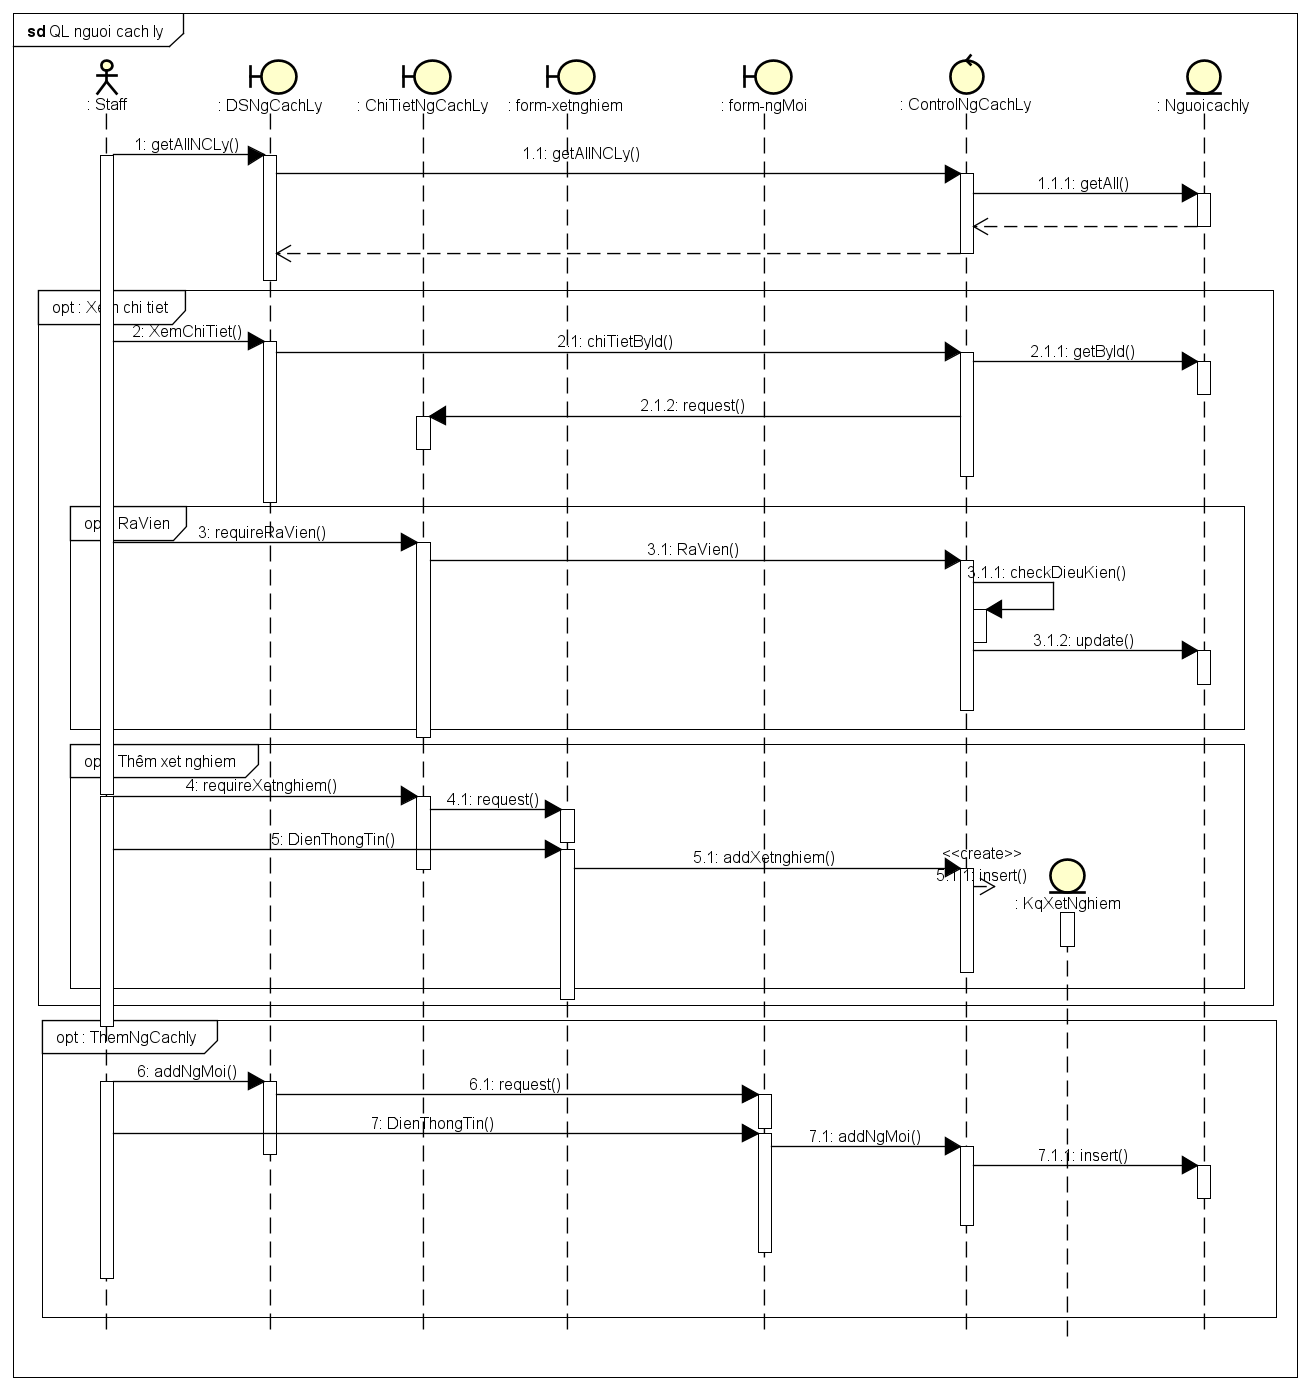 sd QL nguoi cach ly
: Staff
: DSNgCachLy
: ChiTietNgCachLy
: form-xetnghiem
: form-ngMoi
: ControlNgCachLy
: Nguoicachly
1: getAllNCLy()
1.1: getAllNCLy()
1.1.1: getAll()
opt : Xem chi tiet
2: XemChiTiet()
2.1: chiTietById()
2.1.1: getById()
2.1.2: request()
opt : RaVien
3: requireRaVien()
3.1: RaVien()
3.1.1: checkDieuKien()
3.1.2: update()
opt : Thêm xet nghiem
4: requireXetnghiem()
4.1: request()
5: DienThongTin()
5.1: addXetnghiem()
<<create>>
5.1.1: insert()
: KqXetNghiem
opt : ThemNgCachly
6: addNgMoi()
6.1: request()
7: DienThongTin()
7.1: addNgMoi()
7.1.1: insert()